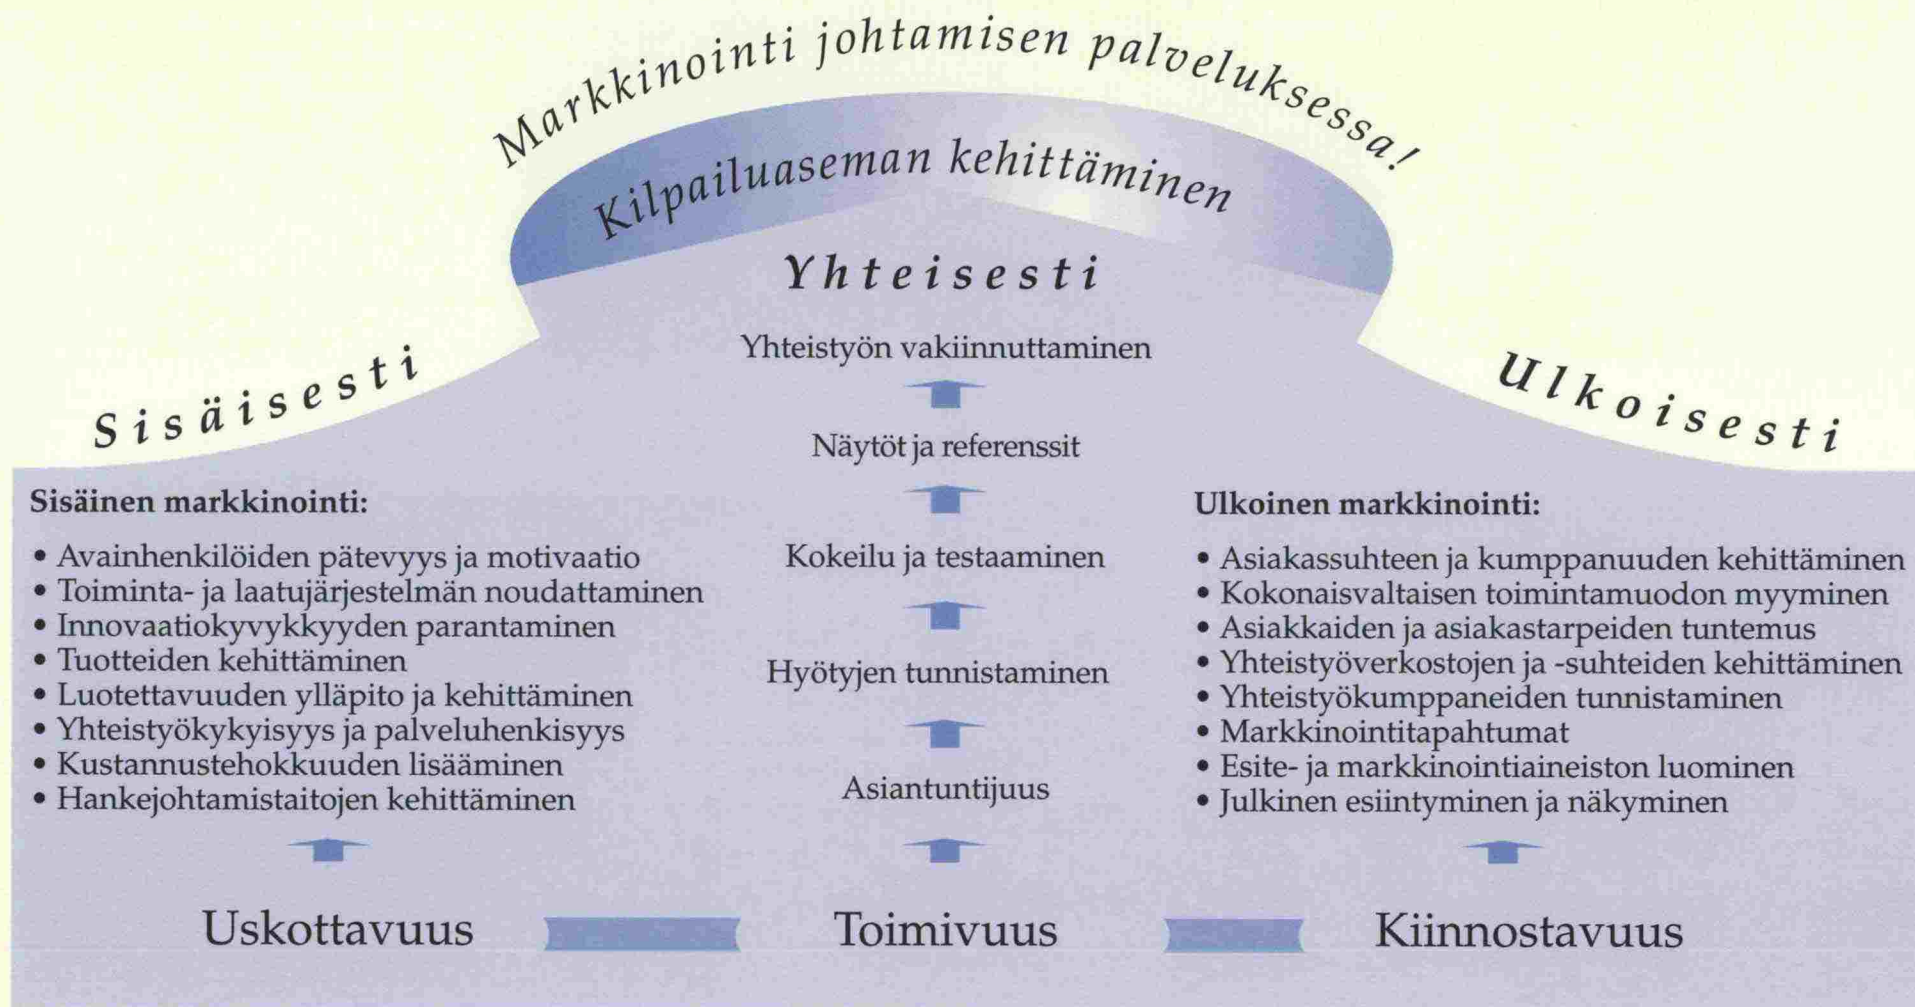 Markkinointi johtamisen palveluksessa!
Kilpailuaseman kehittäminen
Yhteisesti
Sisäisesti
Ulkoisesti
Sisäinen markkinointi:
• Avainhenkilöiden pätevyys ja motivaatio
• Toiminta- ja laatujärjestelmän noudattaminen
• Innovaatiokyvykkyyden parantaminen
• Tuotteiden kehittäminen
• Luotettavuuden ylläpito ja kehittäminen
• Yhteistyökykyisyys ja palveluhenkisyys
• Kustannustehokkuuden lisääminen
• Hankejohtamistaitojen kehittäminen
Yhteistyön vakiinnuttaminen
Näytöt ja referenssit
Kokeilu ja testaaminen
Hyötyjen tunnistaminen
Asiantuntijuus
Ulkoinen markkinointi:
• Asiakassuhteen ja kumppanuuden kehittäminen
• Kokonaisvaltaisen toimintamuodon myyminen
• Asiakkaiden ja asiakastarpeiden tuntemus
• Yhteistyöverkostojen ja -suhteiden kehittäminen
• Yhteistyökumppaneiden tunnistaminen
• Markkinointitapahtumat
• Esite- ja markkinointiaineiston luominen
• Julkinen esiintyminen ja näkyminen
Uskottavuus
Toimivuus
Kiinnostavuus